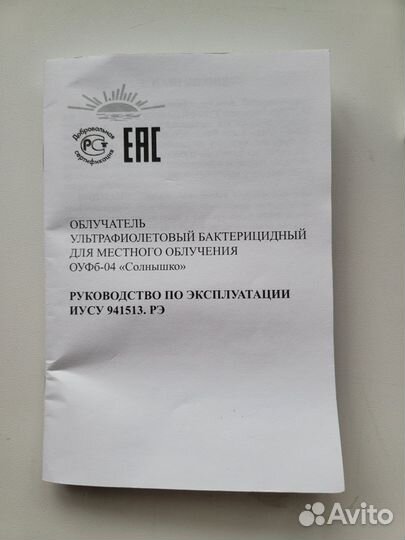 Добровольная
РСТ
сертификация
ЕАС
ОБЛУЧАТЕЛЬ
УЛЬТРАФИОЛЕТОВЫЙ БАКТЕРИЦИДНЫЙ
ДЛЯ МЕСТНОГО ОБЛУЧЕНИЯ
ОУФб-04 «Солнышко»
РУКОВОДСТВО ПО ЭКСПЛУАТАЦИИ
ИУСУ 941513. РЭ
Avito